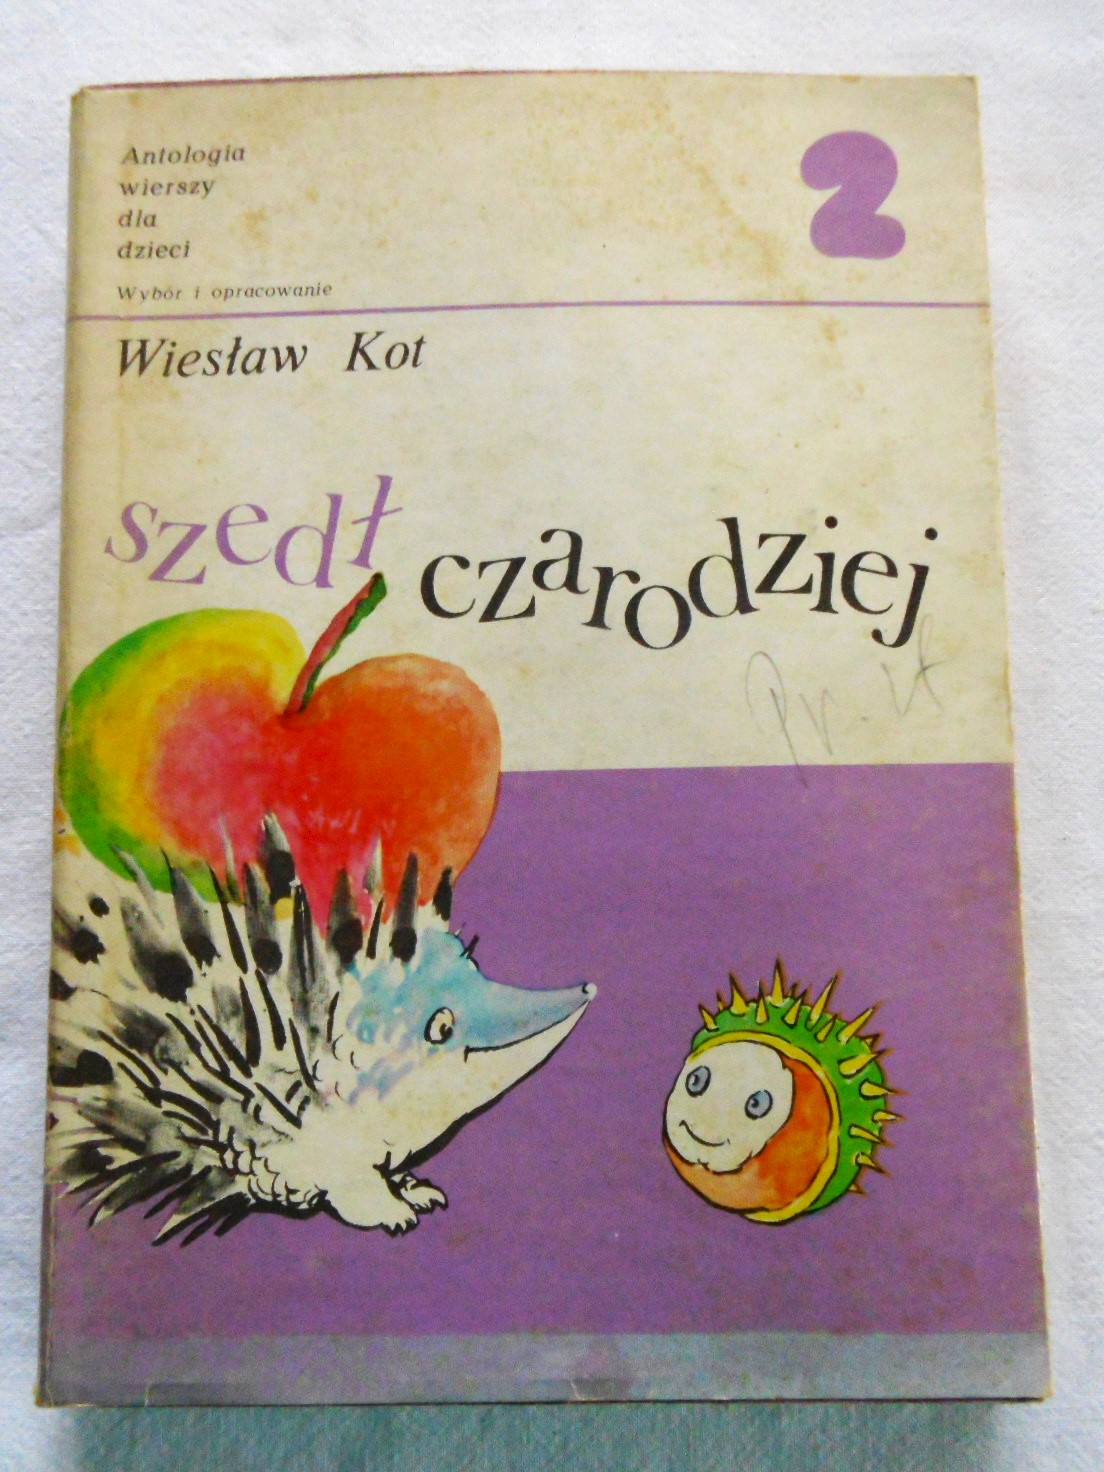 Antologia
wierszy
dla
dzieci
2
Wybór i opracowanie
Wiesław Kot
szedł czarodziej